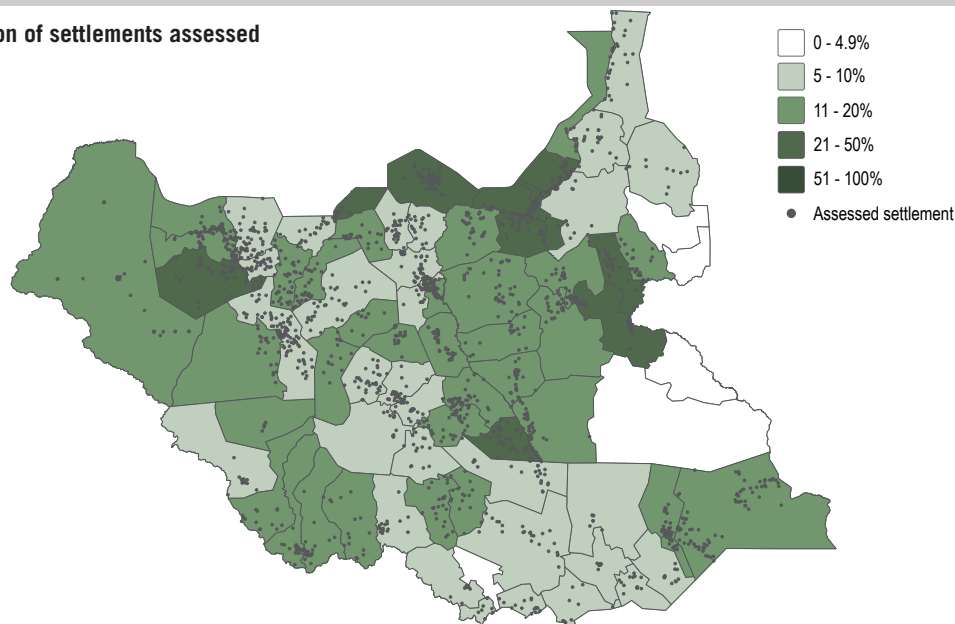 on of settlements assessed
0 - 4.9%
5 - 10%
11 - 20%
21 - 50%
51 - 100%
Assessed settlement